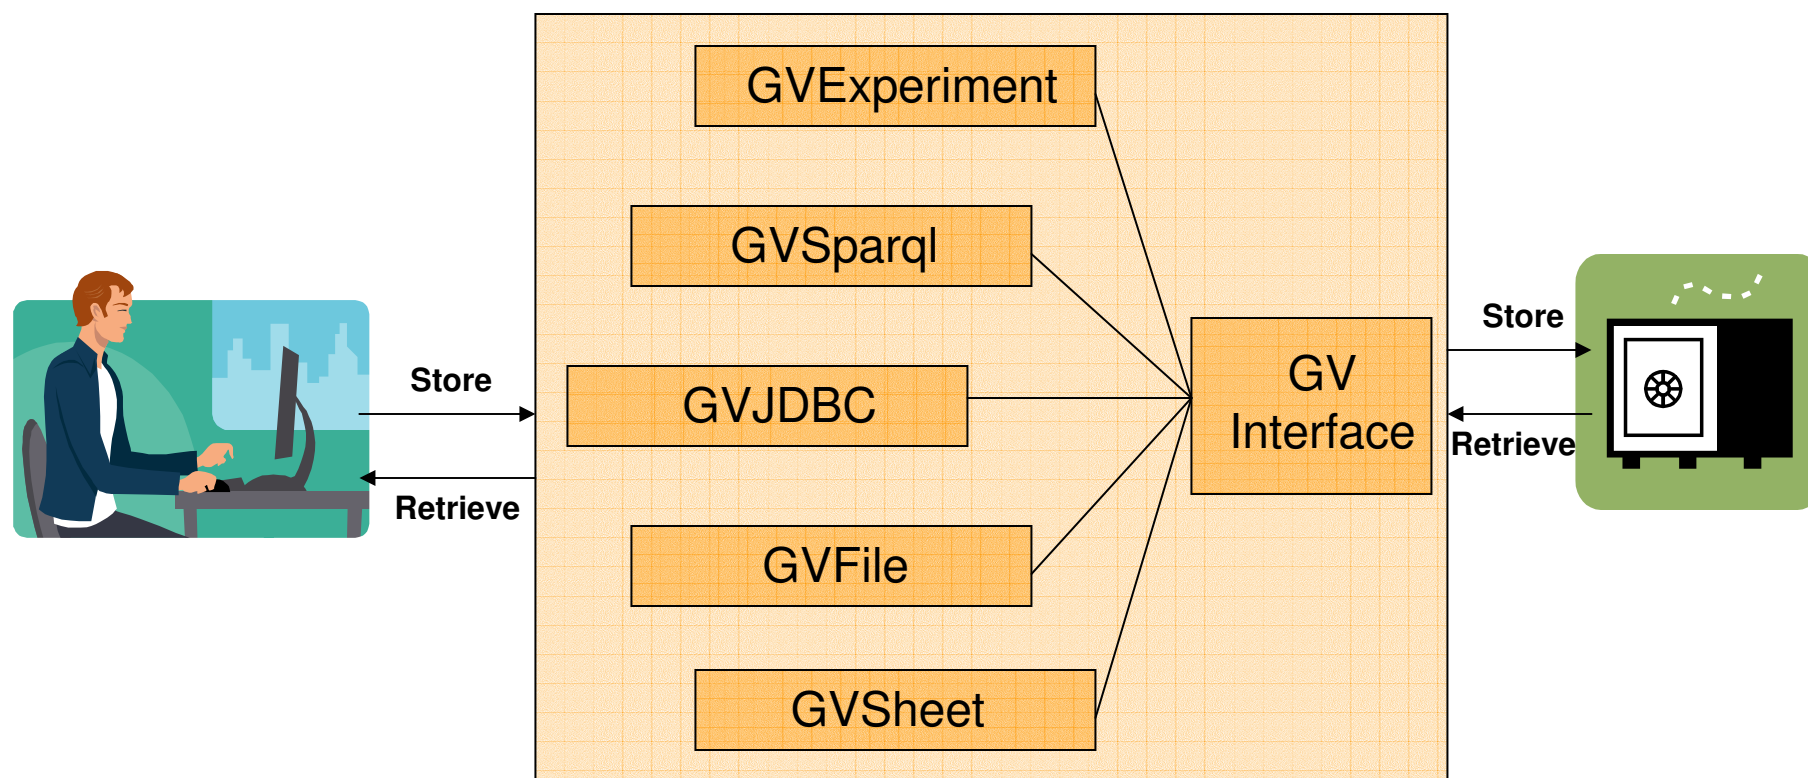 GVExperiment
GVSparql
GVJDBC
GVFile
GVSheet
GV
Interface
Store
Retrieve
Store
Retrieve